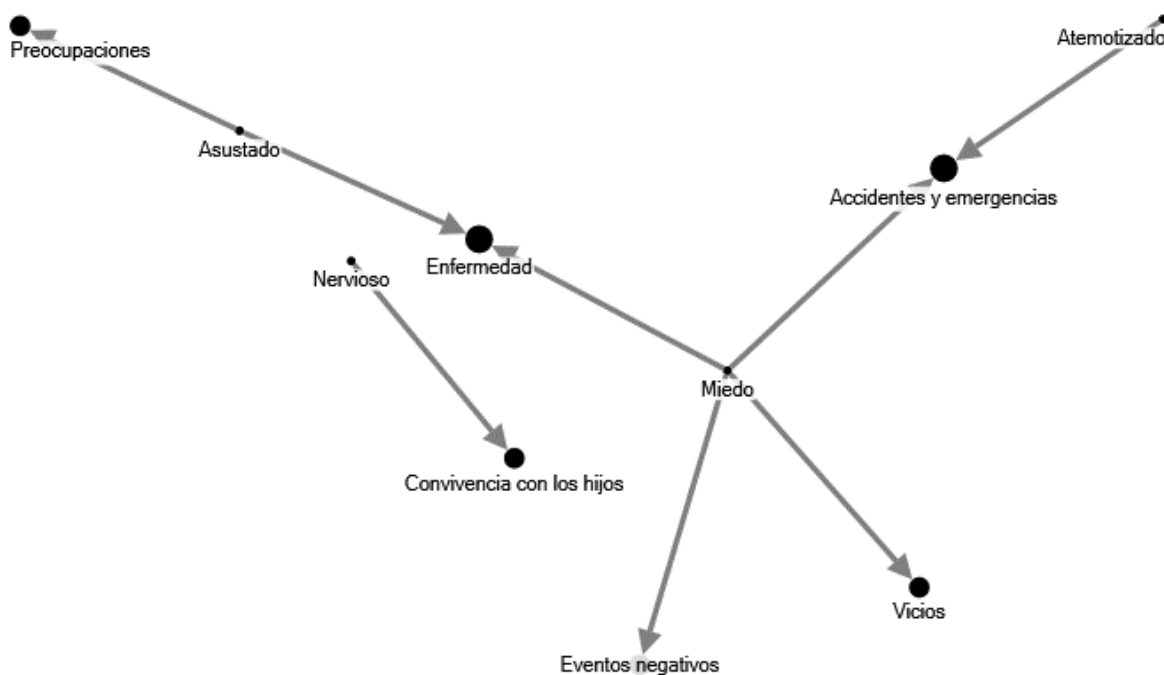 Atemotizado
Preocupaciones
Asustado
Accidentes y emergencias
Enfermedad
Nervioso
Miedo
Convivencia con los hijos
Vicios
Eventos negativos